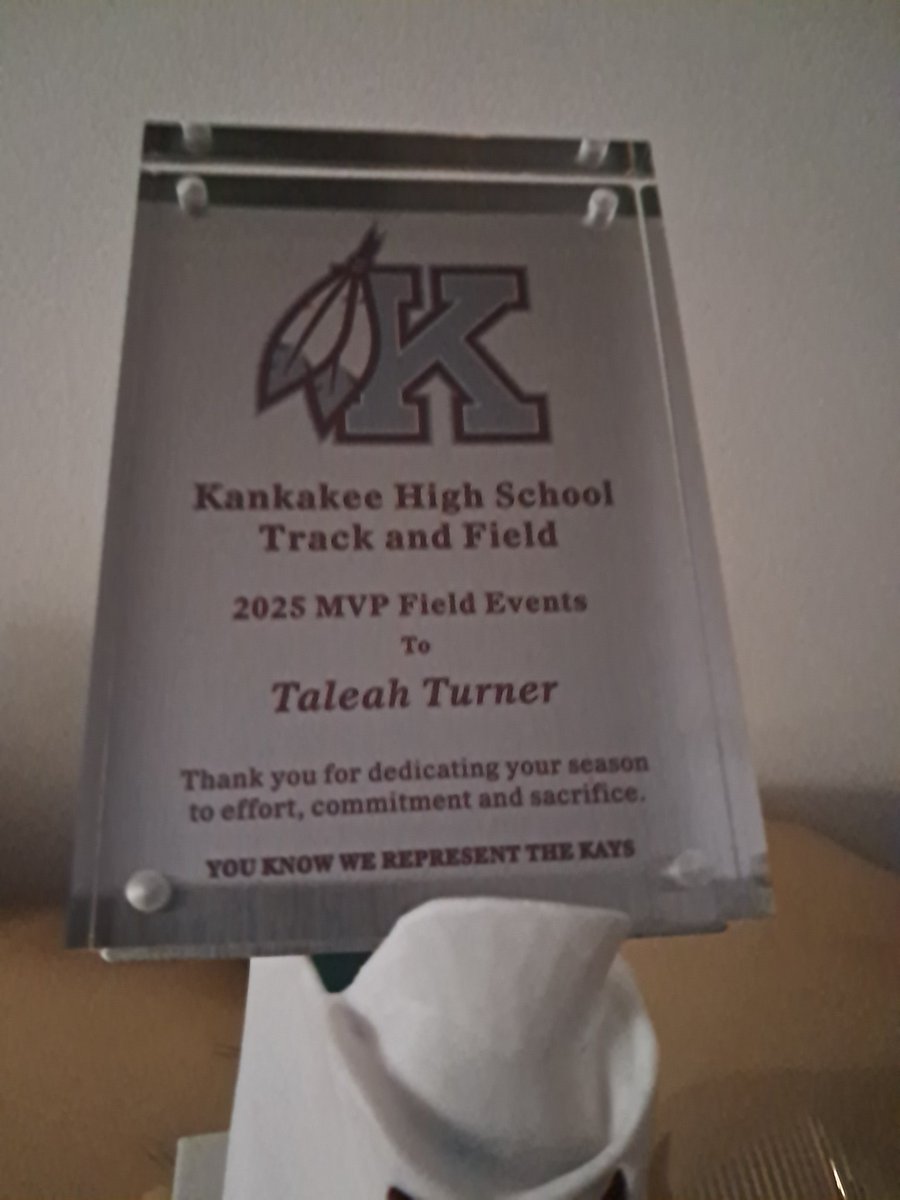 K
Kankakee High School
Track and Field
2025 MVP Field Events
To
Taleah Turner
Thank you for dedicating your season
to effort, commitment and sacrifice.
YOU KNOW WE REPRESENT THE KAYS